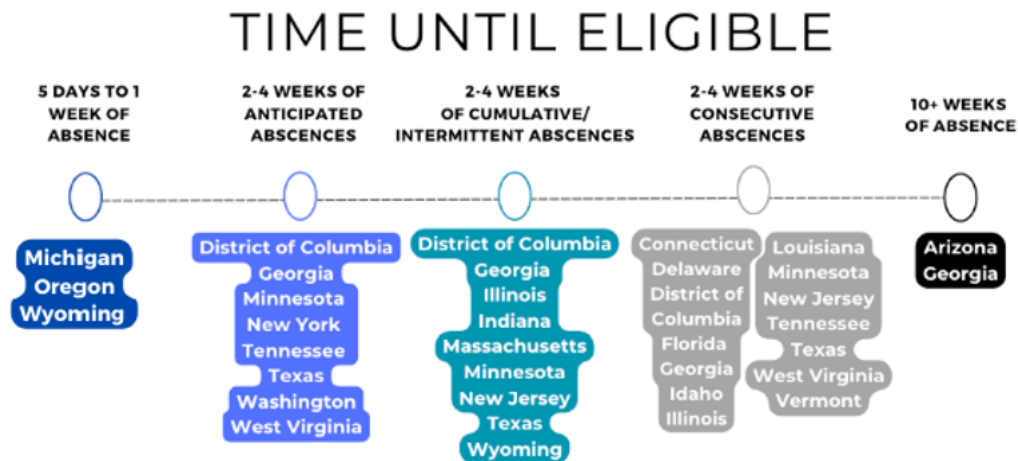 TIME UNTIL ELIGIBLE
5 DAYS TO 1
WEEK OF
ABSENCE
2-4 WEEKS OF
ANTICIPATED
ABSCENCES
2-4 WEEKS
OF CUMULATIVE/
INTERMITTENT ABSCENCES
2-4 WEEKS OF
CONSECUTIVE
ABSCENCES
10+ WEEKS
OF ABSENCE
Michigan
Oregon
Wyoming
District of Columbia
Georgia
Minnesota
New York
Tennessee
Texas
Washington
West Virginia
District of Columbia
Georgia
Illinois
Indiana
Massachusetts
Minnesota
New Jersey
Texas
Wyoming
Connecticut
Delaware
District of
Columbia
Florida
Georgia
Idaho
Illinois
Louisiana
Minnesota
New Jersey
Tennessee
Texas
West Virginia
Vermont
Arizona
Georgia